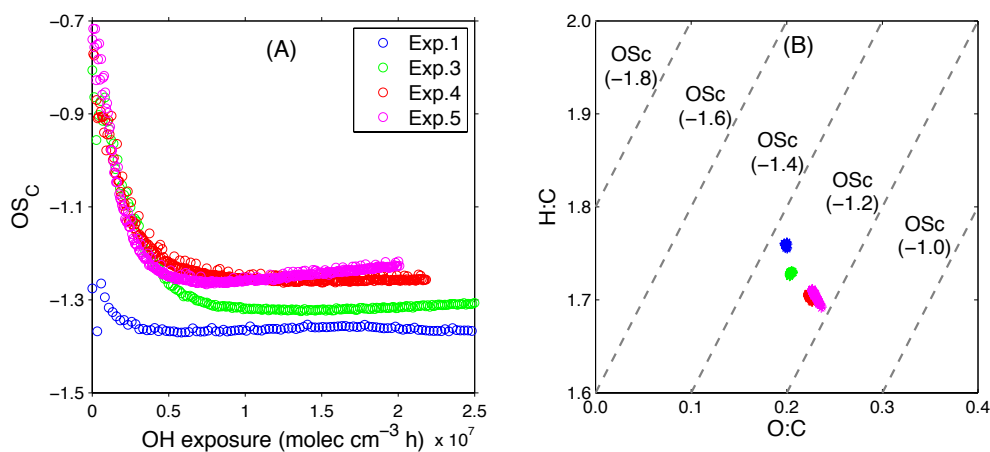 (A)
Exp.1
Exp.3
Exp.4
Exp.5
−0.7
−0.9
−1.1
−1.3
−1.5
OS_C
0
0.5
1
1.5
2
2.5
OH exposure (molec cm⁻³ h) × 10⁷
(B)
OSc
(−1.8)
OSc
(−1.6)
OSc
(−1.4)
OSc
(−1.2)
OSc
(−1.0)
2.0
1.9
1.8
1.7
1.6
H:C
0.0
0.1
0.2
0.3
0.4
O:C